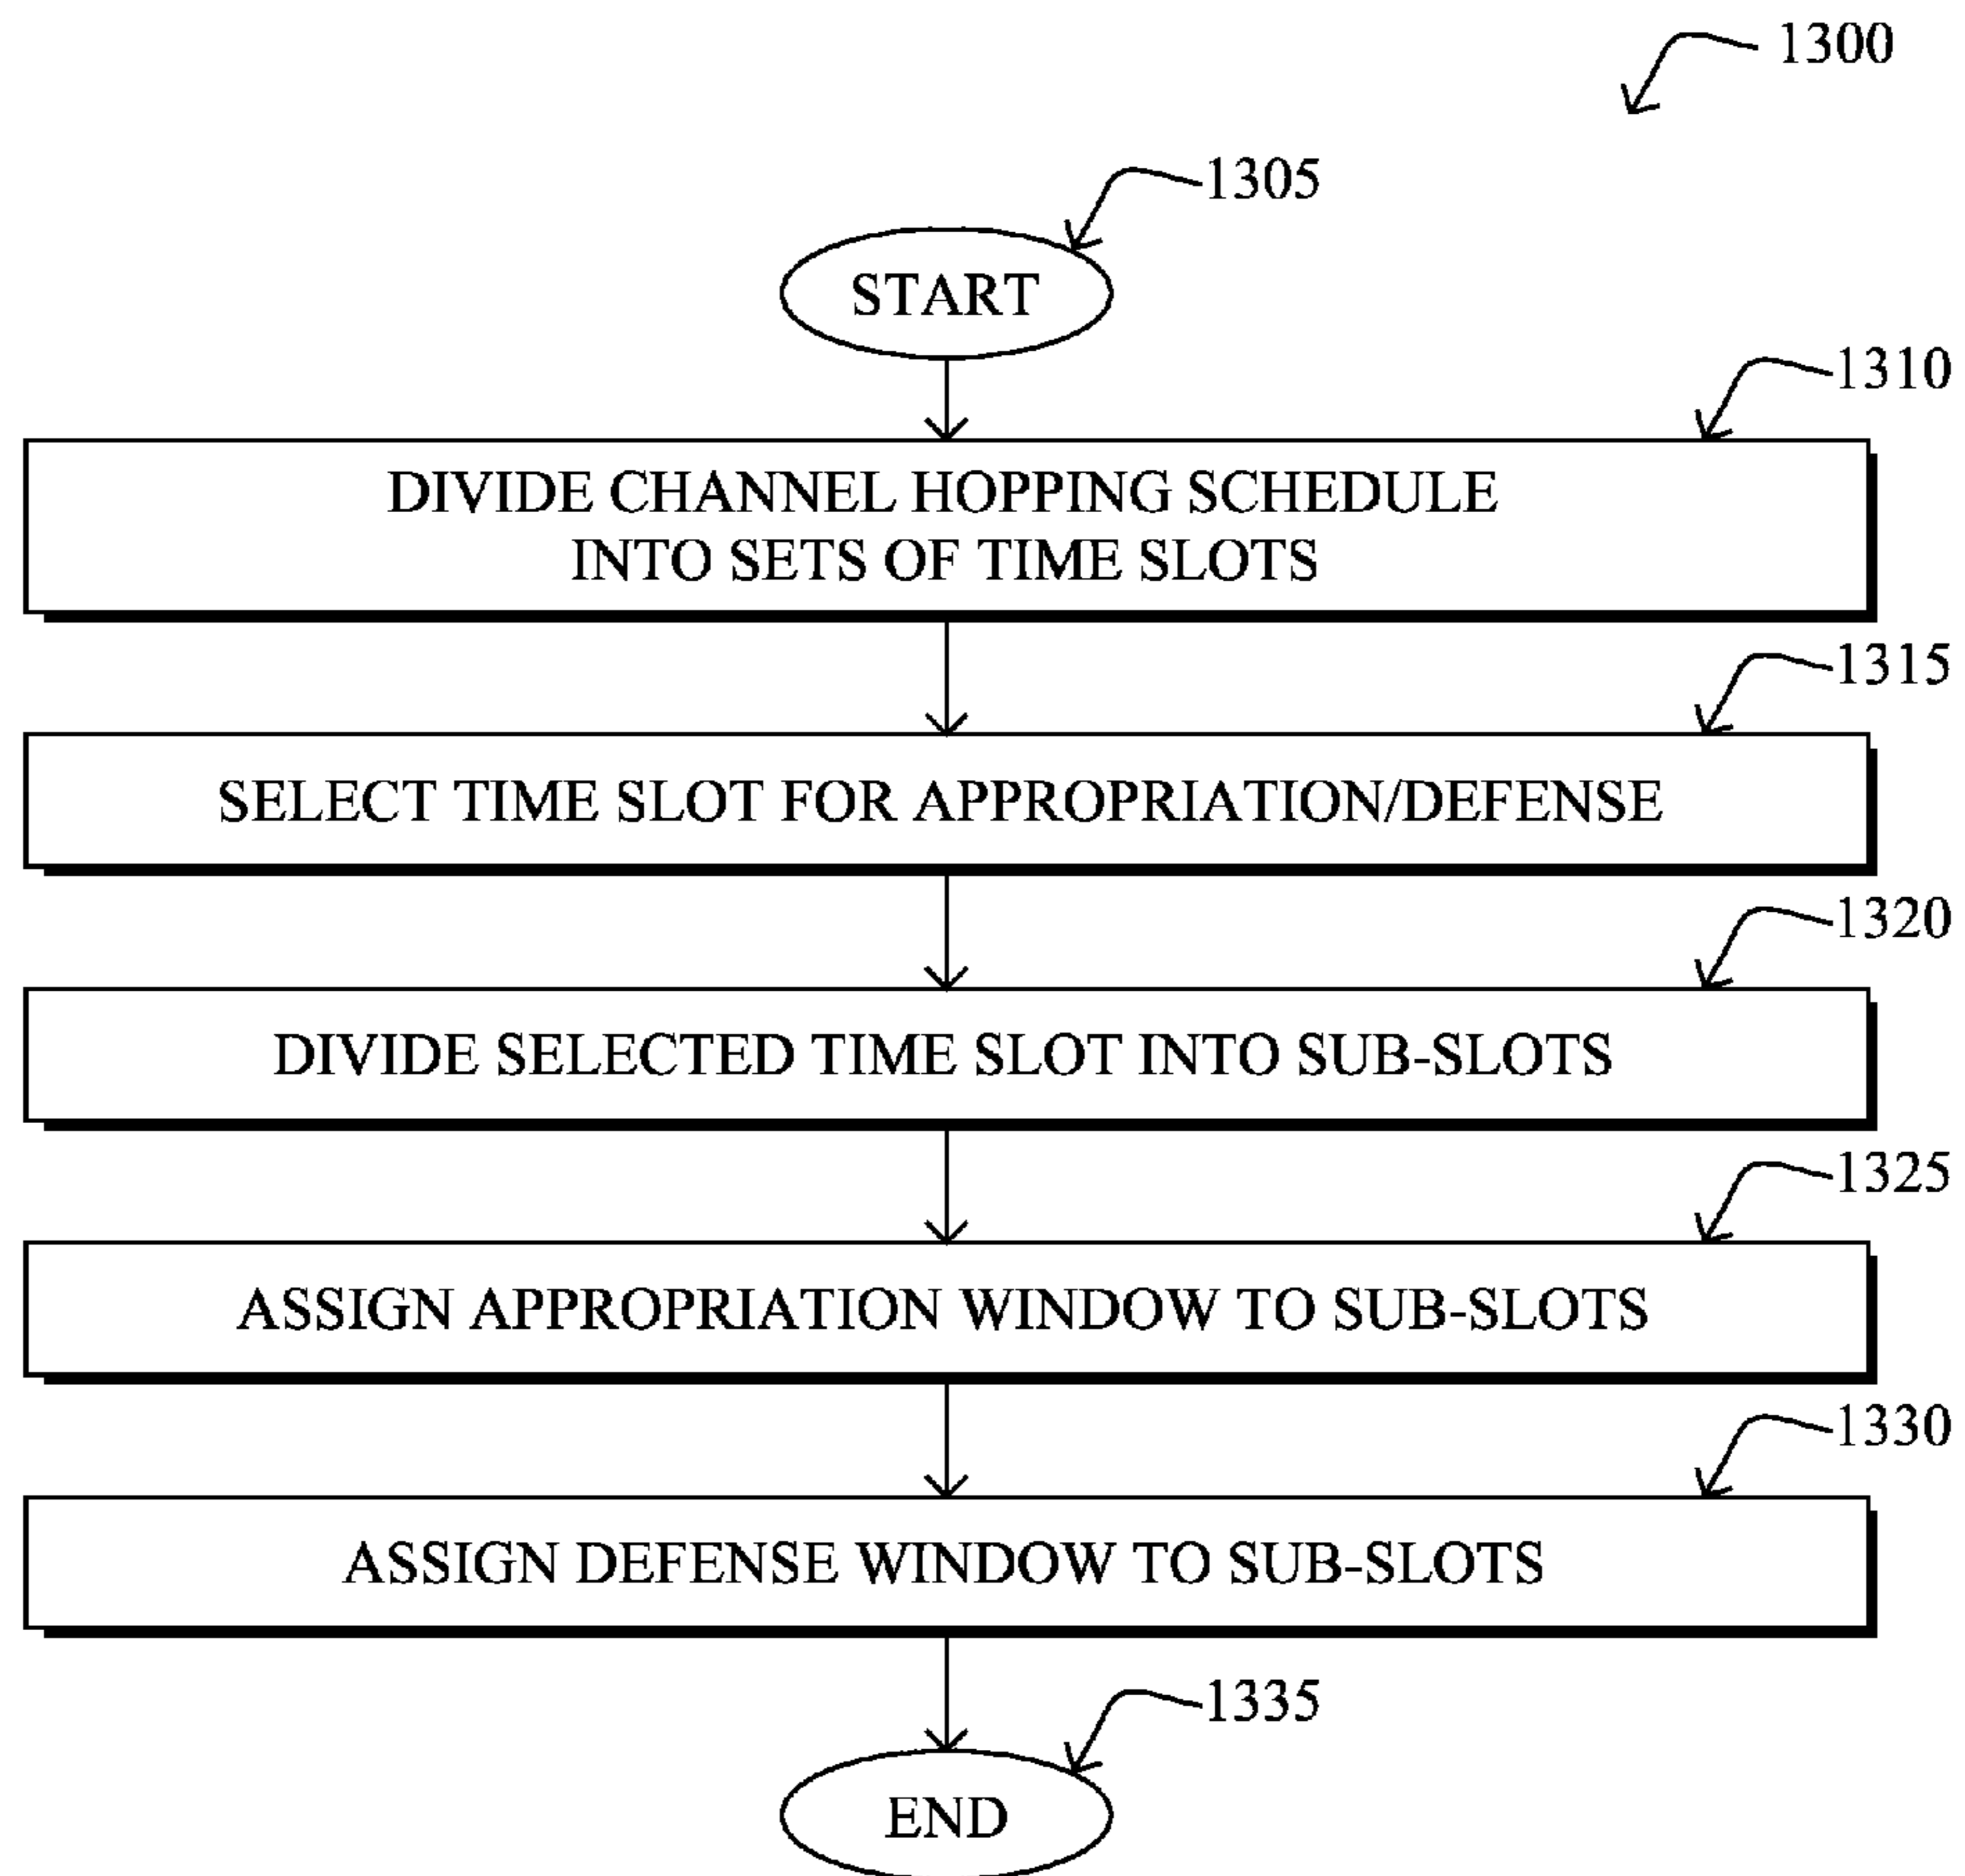 1300
1305
START
1310
DIVIDE CHANNEL HOPPING SCHEDULE
INTO SETS OF TIME SLOTS
1315
SELECT TIME SLOT FOR APPROPRIATION/DEFENSE
1320
DIVIDE SELECTED TIME SLOT INTO SUB-SLOTS
1325
ASSIGN APPROPRIATION WINDOW TO SUB-SLOTS
1330
ASSIGN DEFENSE WINDOW TO SUB-SLOTS
1335
END